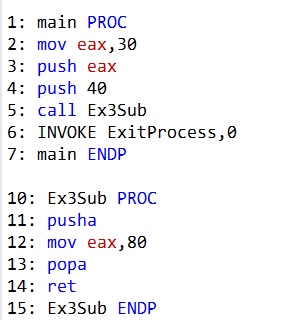 1: main PROC
2: mov eax,30
3: push eax
4: push 40
5: call Ex3Sub
6: INVOKE ExitProcess,0
7: main ENDP
10: Ex3Sub PROC
11: pusha
12: mov eax,80
13: popa
14: ret
15: Ex3Sub ENDP